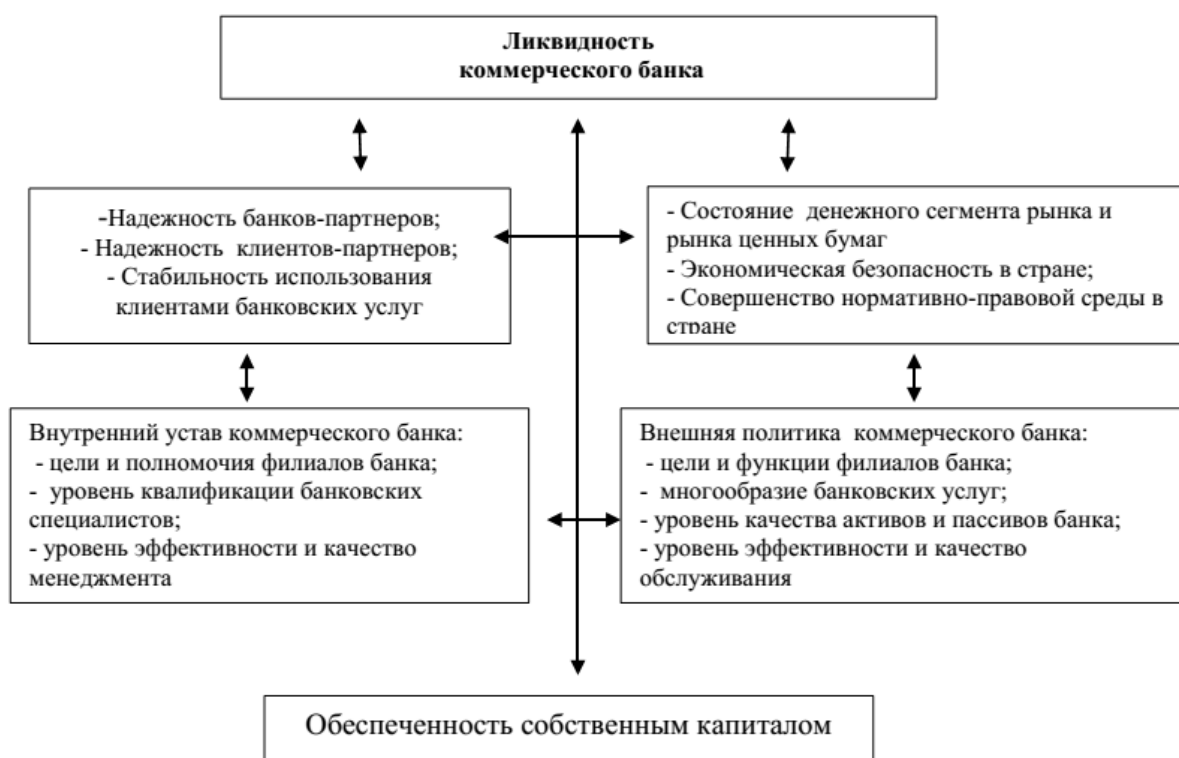 Ликвидность
коммерческого банка
-Надежность банков-партнеров;
- Надежность клиентов-партнеров;
- Стабильность использования
клиентами банковских услуг
- Состояние денежного сегмента рынка и
рынка ценных бумаг
- Экономическая безопасность в стране;
- Совершенство нормативно-правовой среды в
стране
Внутренний устав коммерческого банка:
- цели и полномочия филиалов банка;
- уровень квалификации банковских
специалистов;
- уровень эффективности и качество
менеджмента
Внешняя политика коммерческого банка:
- цели и функции филиалов банка;
- многообразие банковских услуг;
- уровень качества активов и пассивов банка;
- уровень эффективности и качество
обслуживания
Обеспеченность собственным капиталом